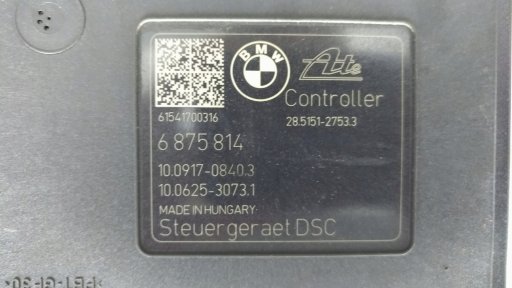 BMW
Ate
Controller
61541700316
28.5151-2753.3
6 875 814
10.0917-0840.3
10.0625-3073.1
MADE IN HUNGARY
Steuergeraet DSC